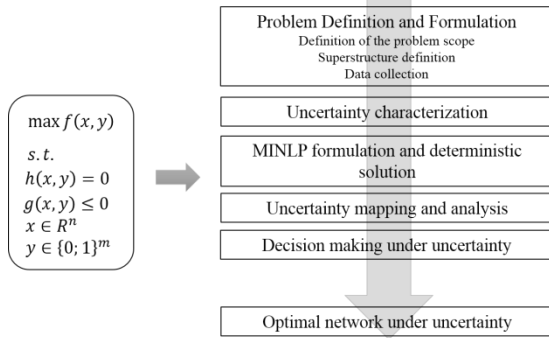 Problem Definition and Formulation
Definition of the problem scope
Superstructure definition
Data collection
Uncertainty characterization
MINLP formulation and deterministic
solution
Uncertainty mapping and analysis
Decision making under uncertainty
Optimal network under uncertainty
max f(x, y)
s. t.
h(x, y) = 0
g(x, y) ≤ 0
x ∈ Rⁿ
y ∈ {0; 1}ᵐ